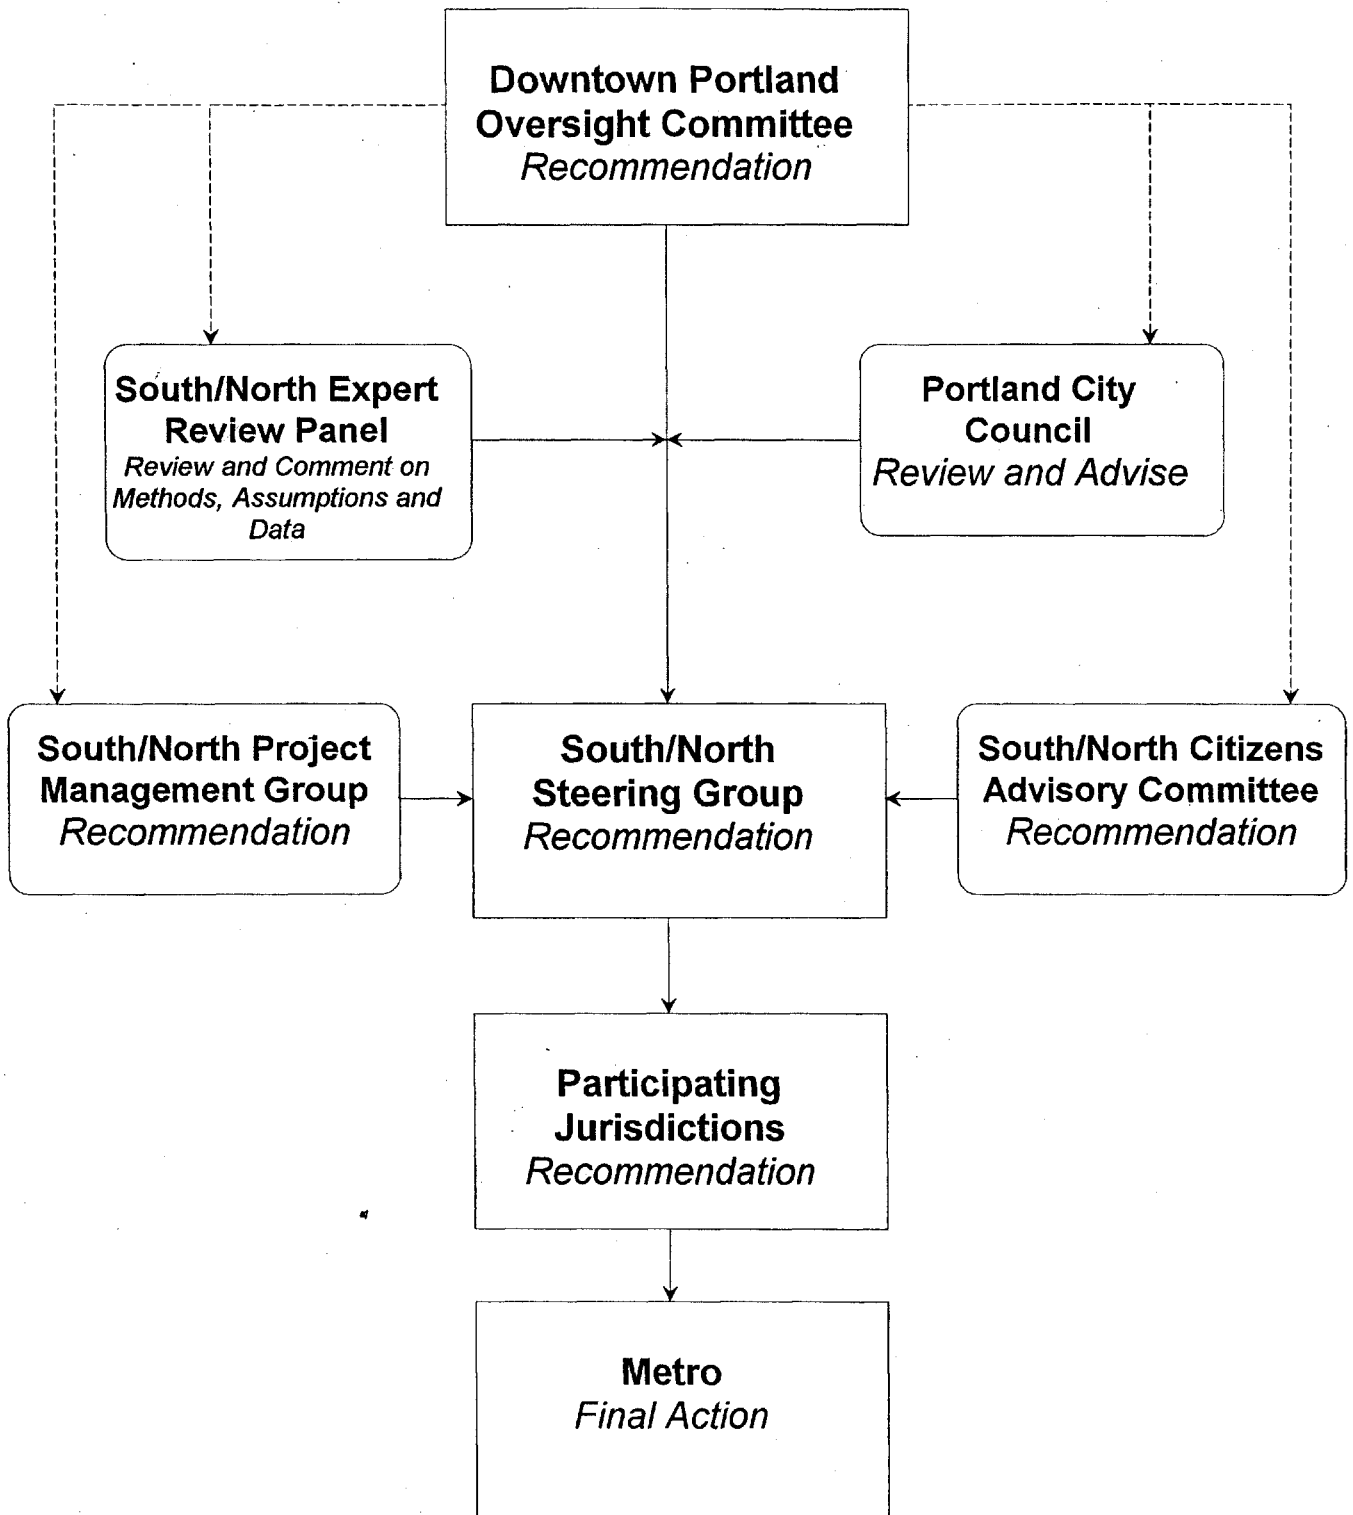 Downtown Portland
Oversight Committee
Recommendation
South/North Expert
Review Panel
Review and Comment on
Methods, Assumptions and
Data
Portland City
Council
Review and Advise
South/North Project
Management Group
Recommendation
South/North
Steering Group
Recommendation
South/North Citizens
Advisory Committee
Recommendation
Participating
Jurisdictions
Recommendation
Metro
Final Action